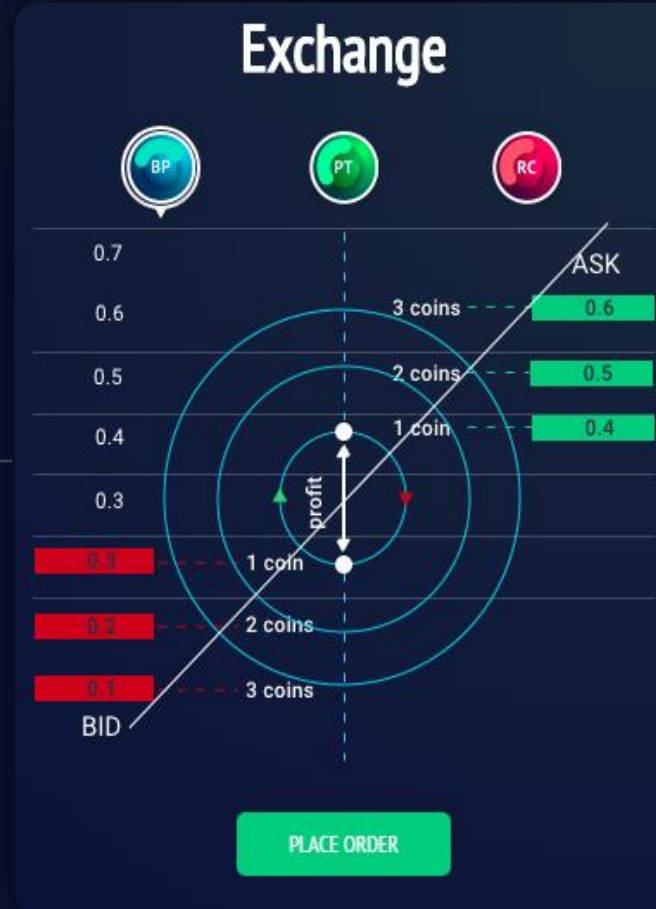 Exchange
BP PT RC
0.7
ASK
0.6 3 coins 0.6
0.5 2 coins 0.5
0.4 1 coin 0.4
profit
0.3
0.3 1 coin
0.2 2 coins
0.1 3 coins
BID
PLACE ORDER